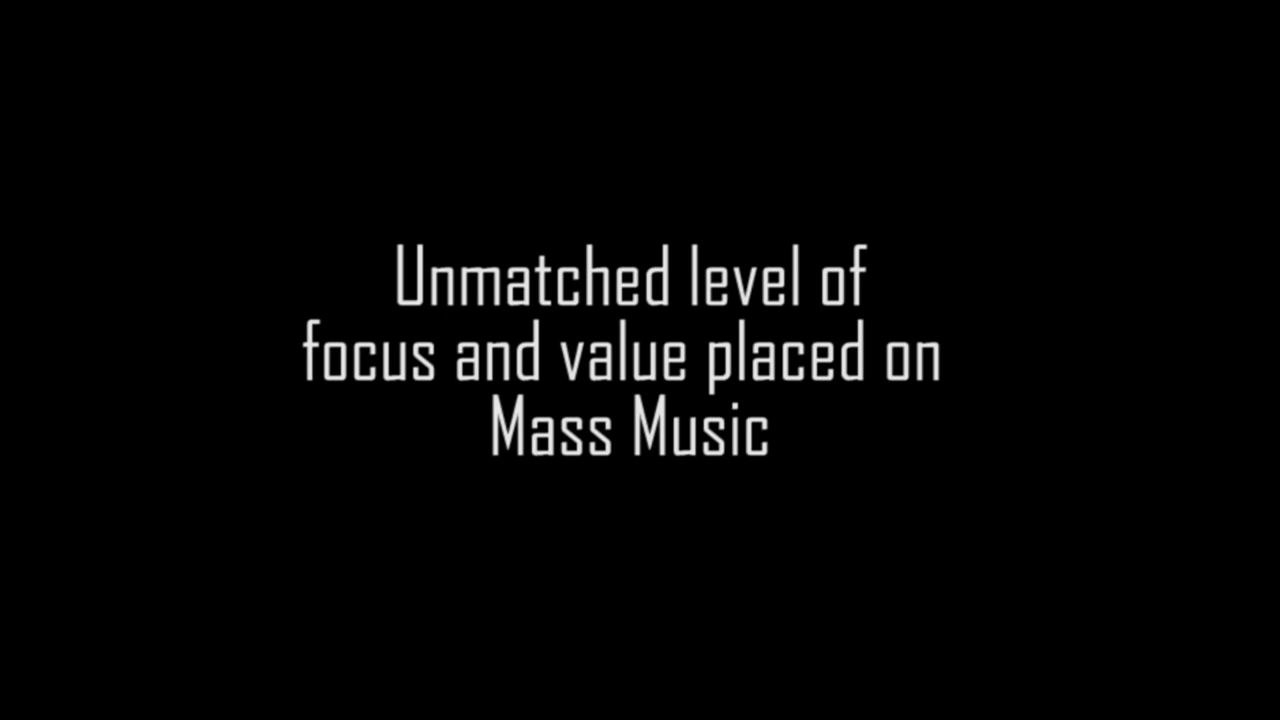 Unmatched level of
focus and value placed on
Mass Music